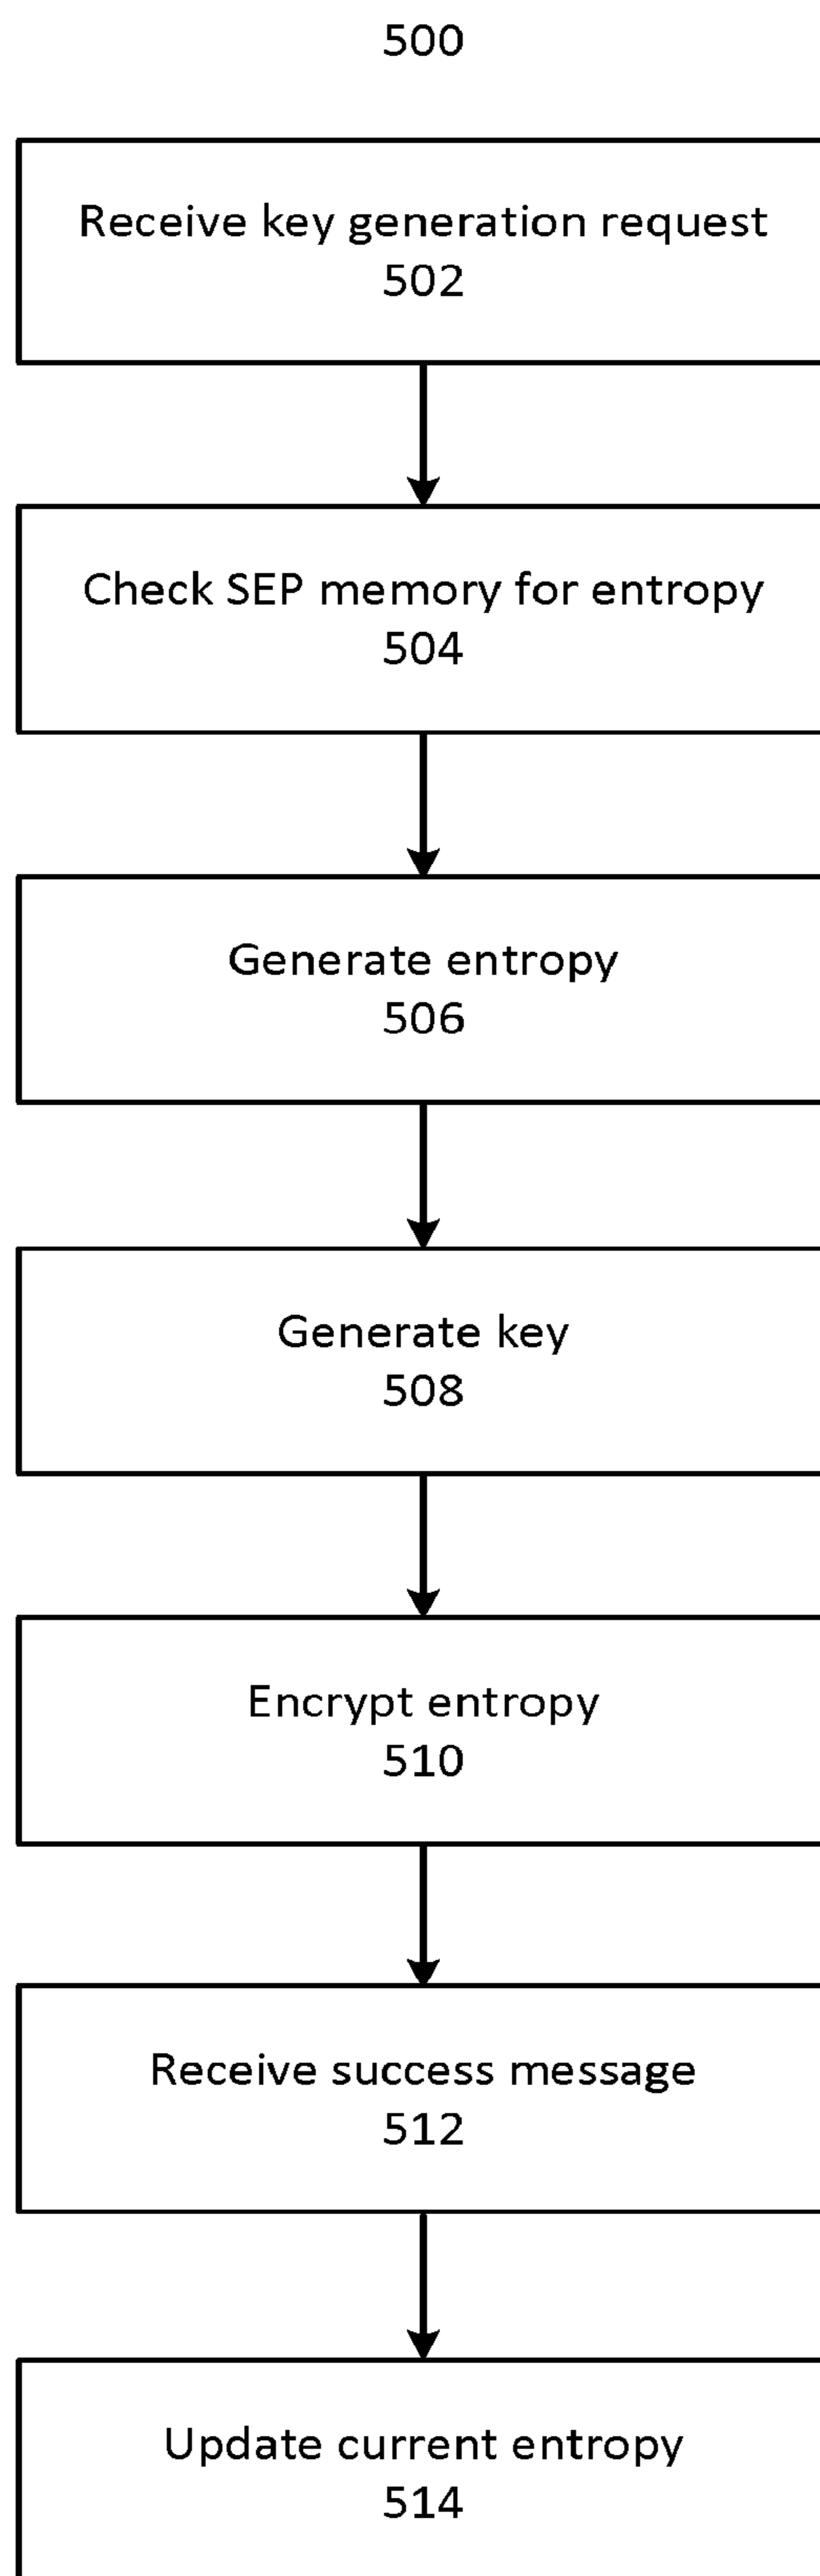 500
Receive key generation request
502
Check SEP memory for entropy
504
Generate entropy
506
Generate key
508
Encrypt entropy
510
Receive success message
512
Update current entropy
514